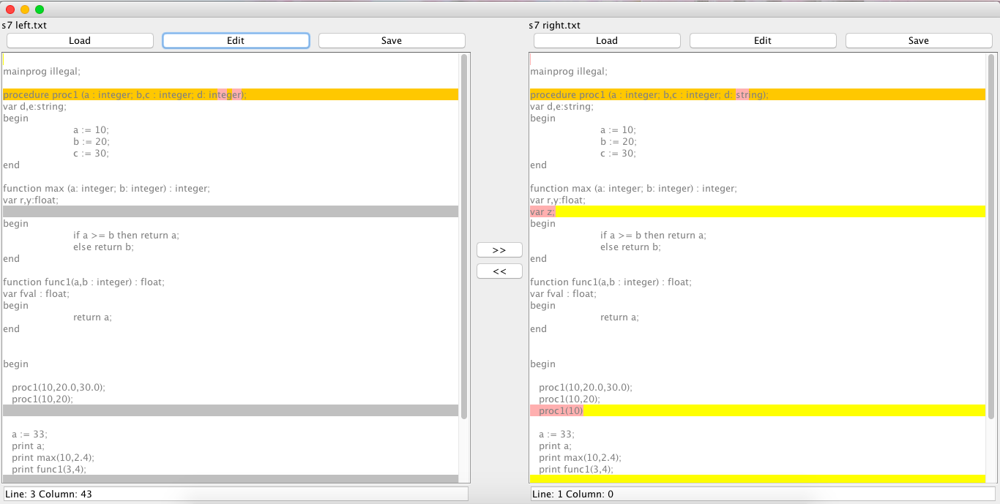 s7 left.txt
Load Edit Save
mainprog illegal;
procedure proc1 (a : integer; b,c : integer; d: integer);
var d,e:string;
begin
a := 10;
b := 20;
c := 30;
end
function max (a: integer; b: integer) : integer;
var r,y:float;
begin
if a >= b then return a;
else return b;
end
function func1(a,b : integer) : float;
var fval : float;
begin
return a;
end
begin
proc1(10,20.0,30.0);
proc1(10,20);
a := 33;
print a;
print max(10,2.4);
print func1(3,4);
Line: 3 Column: 43
>>
<<
s7 right.txt
Load Edit Save
mainprog illegal;
procedure proc1 (a : integer; b,c : integer; d: string);
var d,e:string;
begin
a := 10;
b := 20;
c := 30;
end
function max (a: integer; b: integer) : integer;
var r,y:float;
var z;
begin
if a >= b then return a;
else return b;
end
function func1(a,b : integer) : float;
var fval : float;
begin
return a;
end
begin
proc1(10,20.0,30.0);
proc1(10,20);
proc1(10)
a := 33;
print a;
print max(10,2.4);
print func1(3,4);
Line: 1 Column: 0